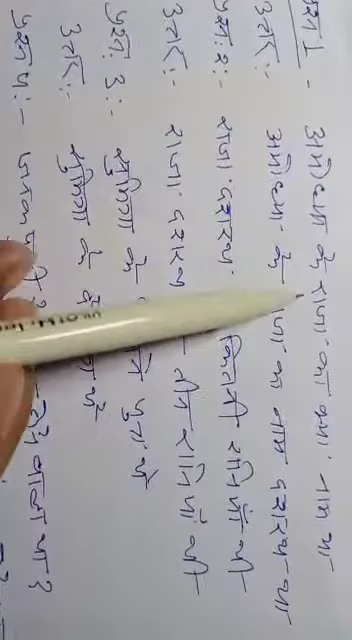 प्रश्न 1 :- अयोध्या के राजा का क्या नाम था
उत्तर:- अयोध्या के का नाम दशरथ था
प्रश्न: 2:- राजा दशरथ कितनी रानियाँ थी
उत्तर:- राजा दशरथ तीन रानियाँ थी
प्रश्न: 3:- सुमित्रा के पुत्र थे
उत्तर:- सुमित्रा के थे
प्रश्न 4:- जनक था?